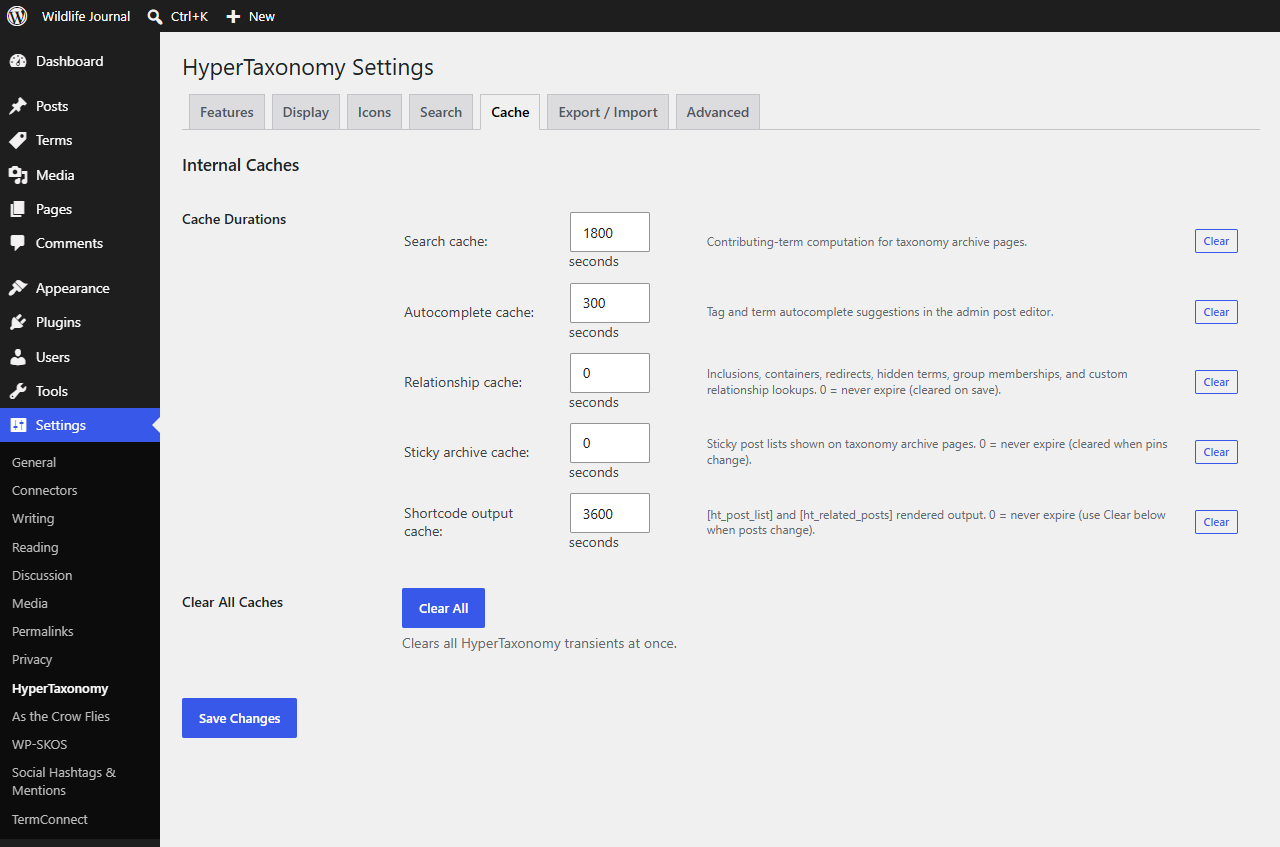 Wildlife Journal
Ctrl+K
New
Dashboard
Posts
Terms
Media
Pages
Comments
Appearance
Plugins
Users
Tools
Settings
General
Connectors
Writing
Reading
Discussion
Media
Permalinks
Privacy
HyperTaxonomy
As the Crow Flies
WP-SKOS
Social Hashtags &
Mentions
TermConnect
HyperTaxonomy Settings
Features
Display
Icons
Search
Cache
Export / Import
Advanced
Internal Caches
Cache Durations
Search cache:
1800
seconds
Contributing-term computation for taxonomy archive pages.
Clear
Autocomplete cache:
300
seconds
Tag and term autocomplete suggestions in the admin post editor.
Clear
Relationship cache:
0
seconds
Inclusions, containers, redirects, hidden terms, group memberships, and custom
relationship lookups. 0 = never expire (cleared on save).
Clear
Sticky archive cache:
0
seconds
Sticky post lists shown on taxonomy archive pages. 0 = never expire (cleared when pins
change).
Clear
Shortcode output
cache:
3600
seconds
[ht_post_list] and [ht_related_posts] rendered output. 0 = never expire (use Clear below
when posts change).
Clear
Clear All Caches
Clear All
Clears all HyperTaxonomy transients at once.
Save Changes